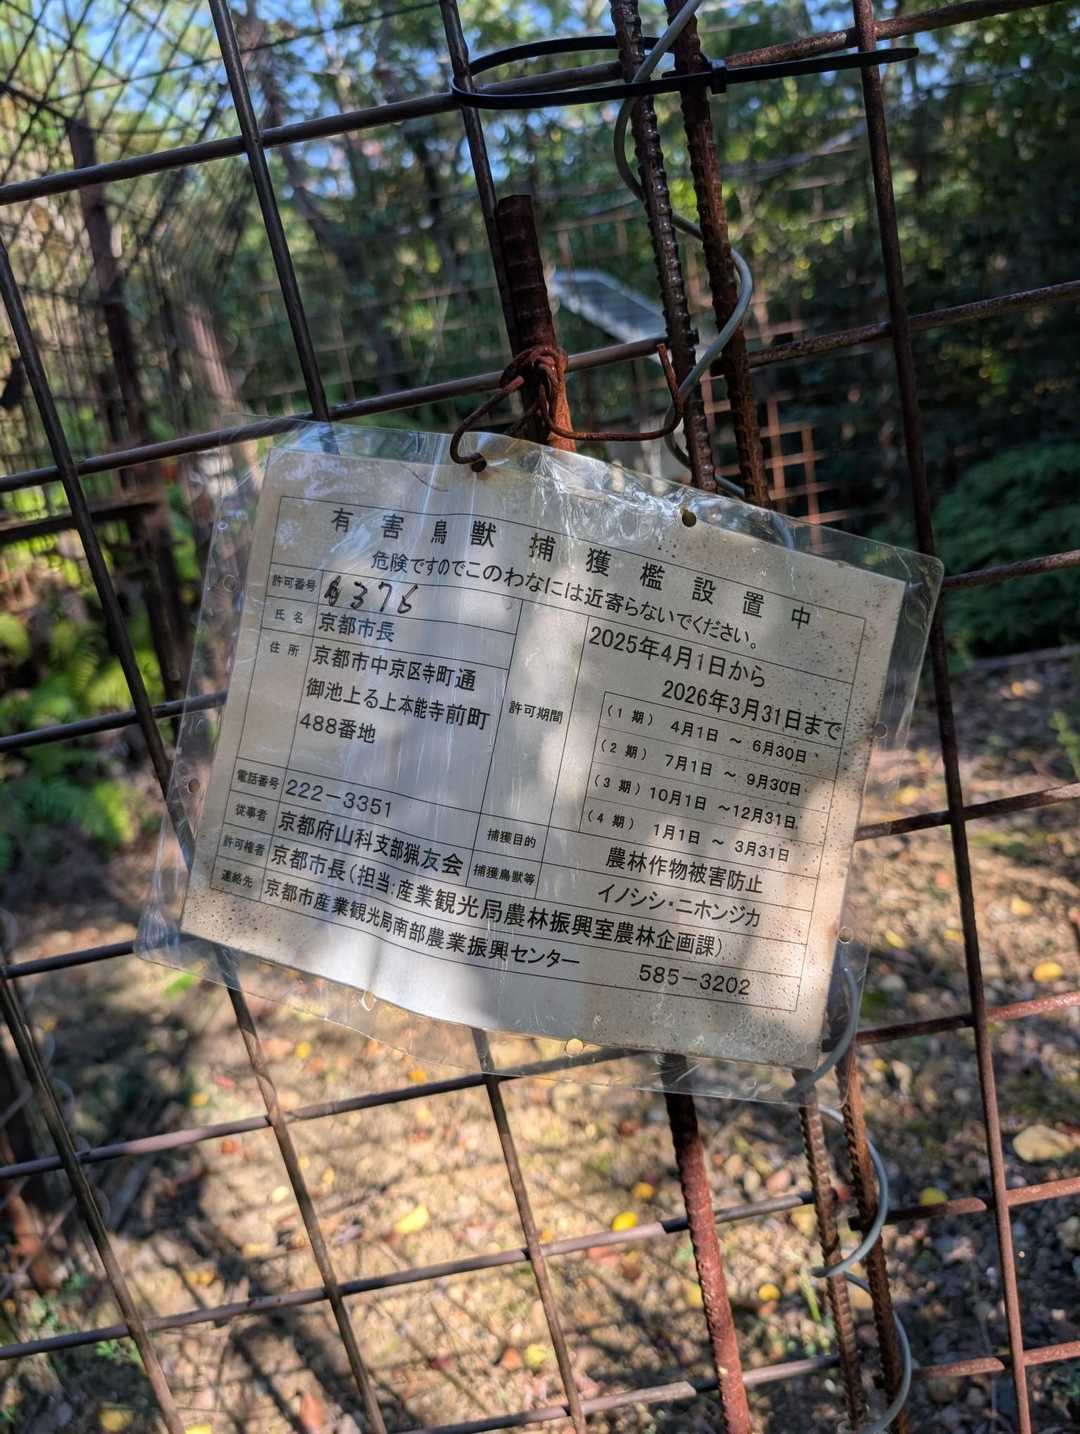 有害鳥獣捕獲檻設置中
危険ですのでこのわなには近寄らないでください。
許可番号 6376
氏名 京都市長
住所 京都市中京区寺町通
御池上る上本能寺前町
488番地
電話番号 222-3351
許可期間 2025年4月1日から
2026年3月31日まで
(1期) 4月1日 ～ 6月30日
(2期) 7月1日 ～ 9月30日
(3期) 10月1日 ～12月31日
(4期) 1月1日 ～ 3月31日
従事者 京都府山科支部猟友会
捕獲目的 農林作物被害防止
捕獲鳥獣等 イノシシ・ニホンジカ
許可権者 京都市長(担当:産業観光局農林振興室農林企画課)
連絡先 京都市産業観光局南部農業振興センター 585-3202